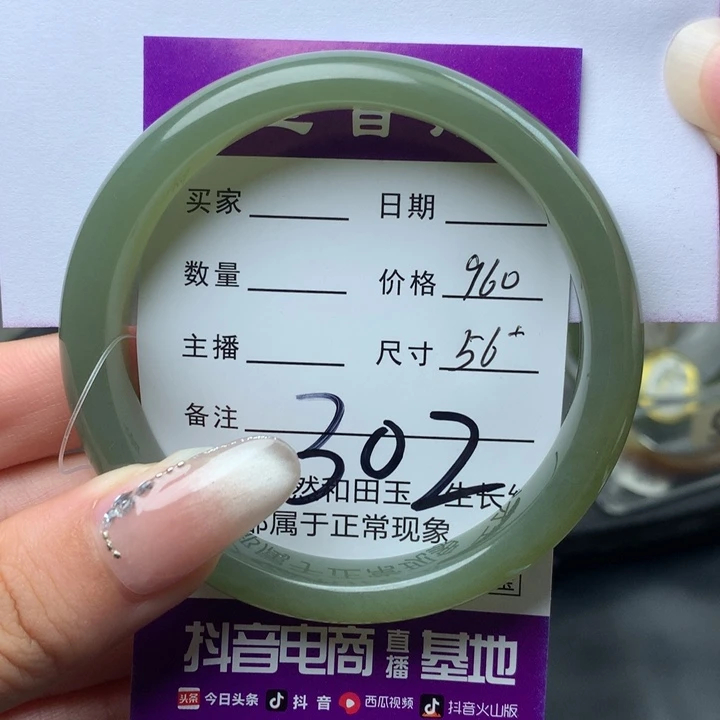 买家 日期
数量 价格 960
主播 尺寸 56+
备注 302
然和田玉 生长
属于正常现象
抖音电商 直播 基地
头条 今日头条 抖音 西瓜视频 抖音火山版